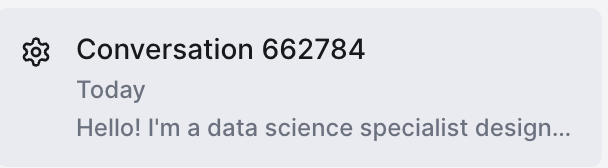 Conversation 662784
Today
Hello! I'm a data science specialist design...